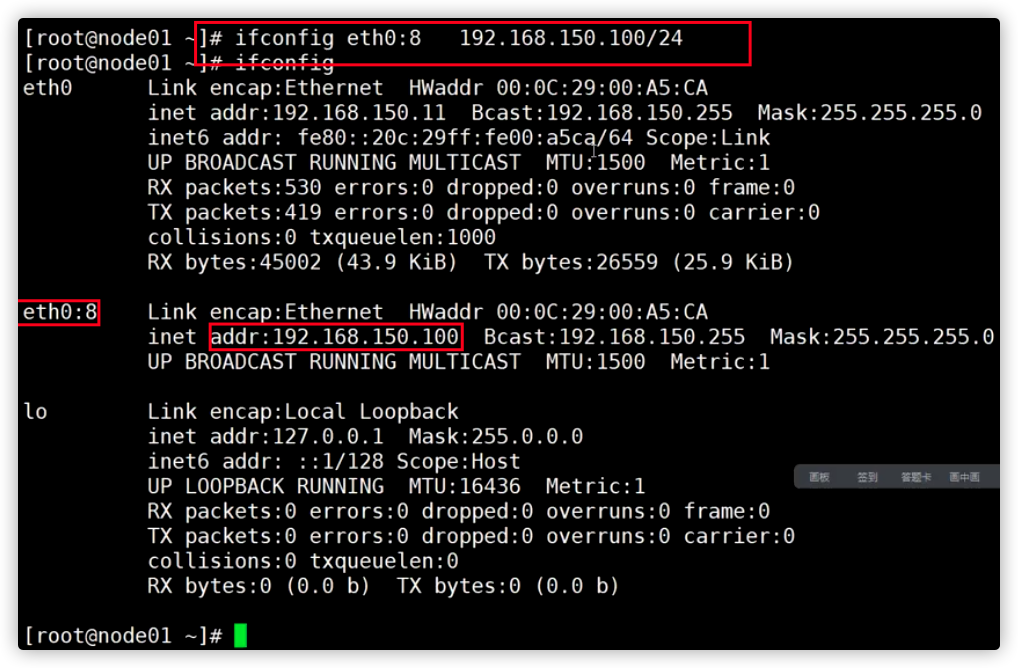 [root@node01 ~]# ifconfig eth0:8   192.168.150.100/24
[root@node01 ~]# ifconfig
eth0      Link encap:Ethernet  HWaddr 00:0C:29:00:A5:CA
          inet addr:192.168.150.11  Bcast:192.168.150.255  Mask:255.255.255.0
          inet6 addr: fe80::20c:29ff:fe00:a5ca/64 Scope:Link
          UP BROADCAST RUNNING MULTICAST  MTU:1500  Metric:1
          RX packets:530 errors:0 dropped:0 overruns:0 frame:0
          TX packets:419 errors:0 dropped:0 overruns:0 carrier:0
          collisions:0 txqueuelen:1000
          RX bytes:45002 (43.9 KiB)  TX bytes:26559 (25.9 KiB)
eth0:8    Link encap:Ethernet  HWaddr 00:0C:29:00:A5:CA
          inet addr:192.168.150.100  Bcast:192.168.150.255  Mask:255.255.255.0
          UP BROADCAST RUNNING MULTICAST  MTU:1500  Metric:1
lo        Link encap:Local Loopback
          inet addr:127.0.0.1  Mask:255.0.0.0
          inet6 addr: ::1/128 Scope:Host
          UP LOOPBACK RUNNING  MTU:16436  Metric:1
          RX packets:0 errors:0 dropped:0 overruns:0 frame:0
          TX packets:0 errors:0 dropped:0 overruns:0 carrier:0
          collisions:0 txqueuelen:0
          RX bytes:0 (0.0 b)  TX bytes:0 (0.0 b)
画板 签到 答题卡 画中画
[root@node01 ~]#